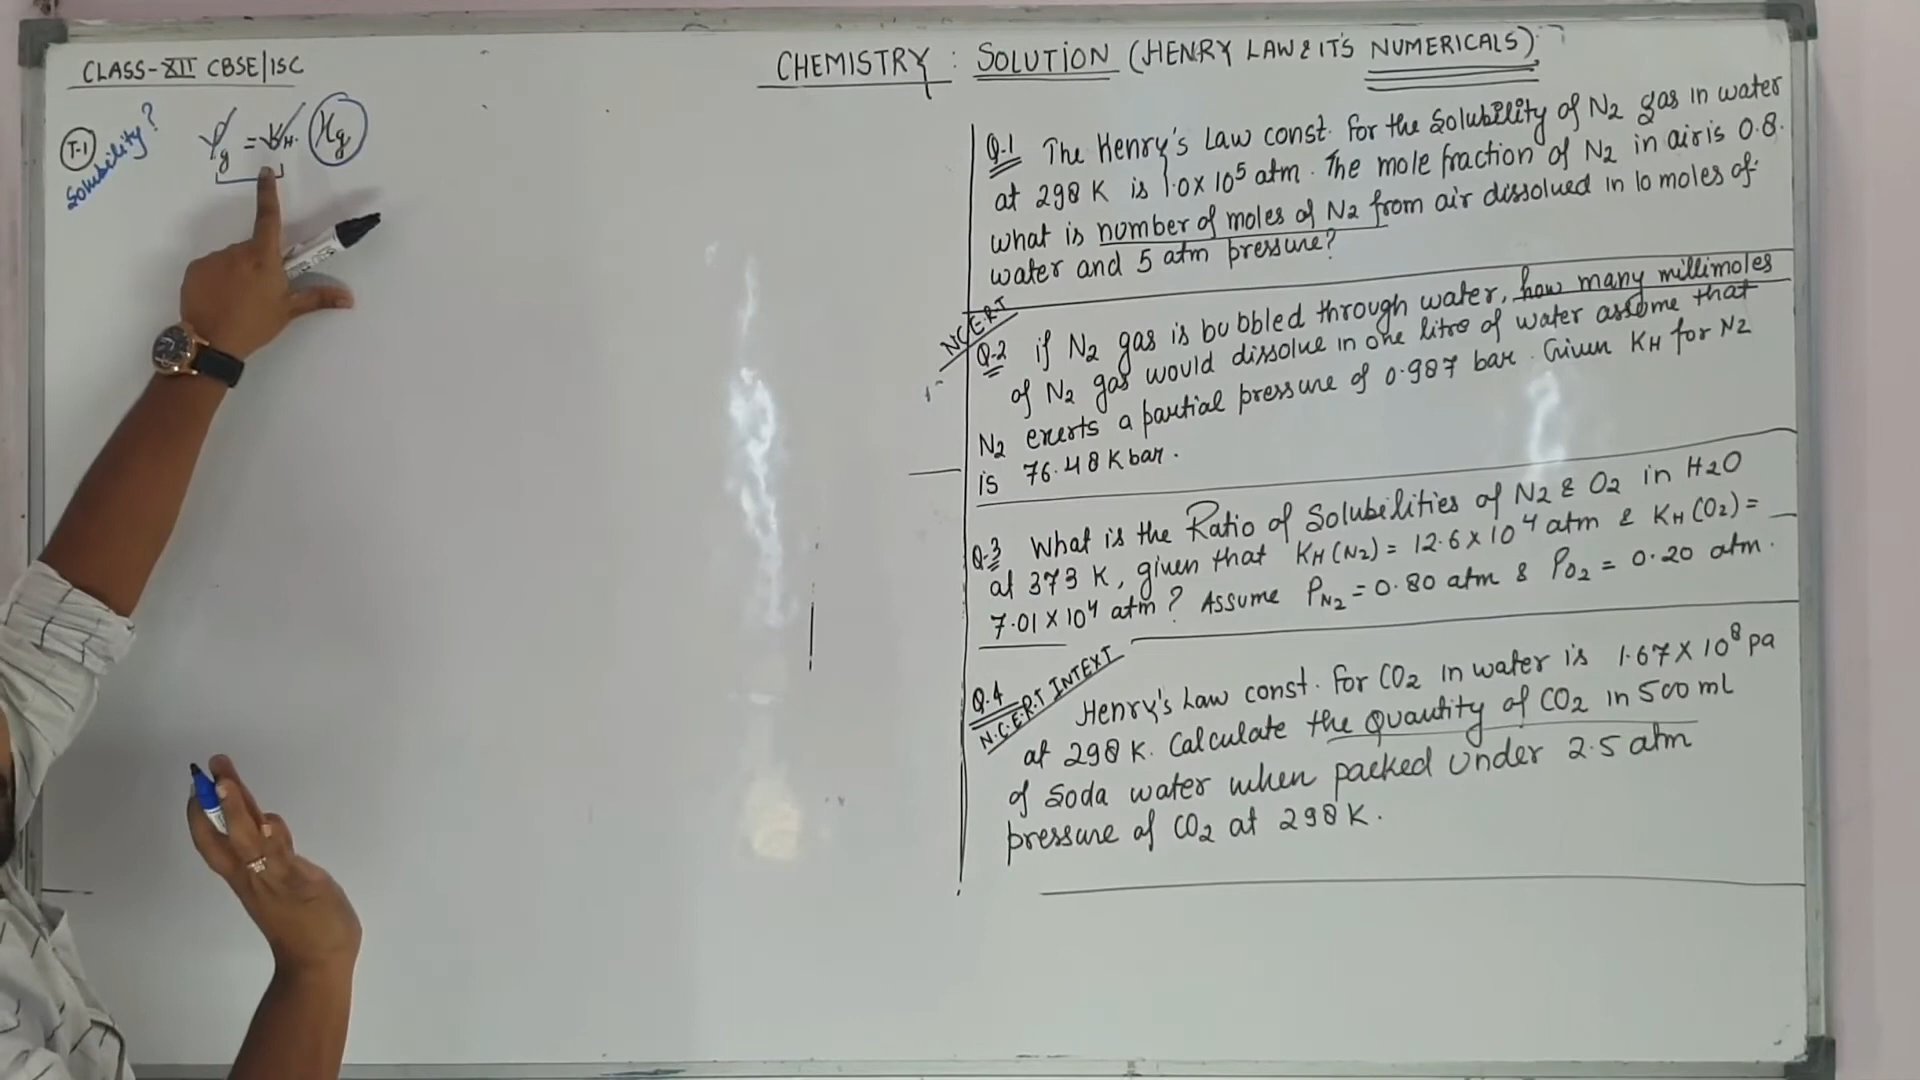 CLASS-XII CBSE/ISC
CHEMISTRY : SOLUTION (HENRY LAW & IT'S NUMERICALS)
T-1
Solubility?
Pg = KH. Xg
Q.1 The Henry's Law const. for the solubility of N2 gas in water
at 298 K is 1.0 x 10^5 atm. The mole fraction of N2 in air is 0.8.
what is number of moles of N2 from air dissolved in 10 moles of
water and 5 atm pressure?
N.C.E.R.T
Q.2 if N2 gas is bubbled through water, how many millimoles
of N2 gas would dissolve in one litre of water assume that
N2 exerts a partial pressure of 0.987 bar. Given KH for N2
is 76.48 K bar.
Q.3 What is the Ratio of Solubilities of N2 & O2 in H2O
at 373 K, given that KH (N2) = 12.6 x 10^4 atm & KH (O2) =
7.01 x 10^4 atm? Assume PN2 = 0.80 atm & PO2 = 0.20 atm.
Q.4
N.C.E.R.T INTEXT
Henry's Law const. for CO2 in water is 1.67 x 10^8 pa
at 298 K. Calculate the Quantity of CO2 in 500 mL
of Soda water when packed under 2.5 atm
pressure of CO2 at 298 K.